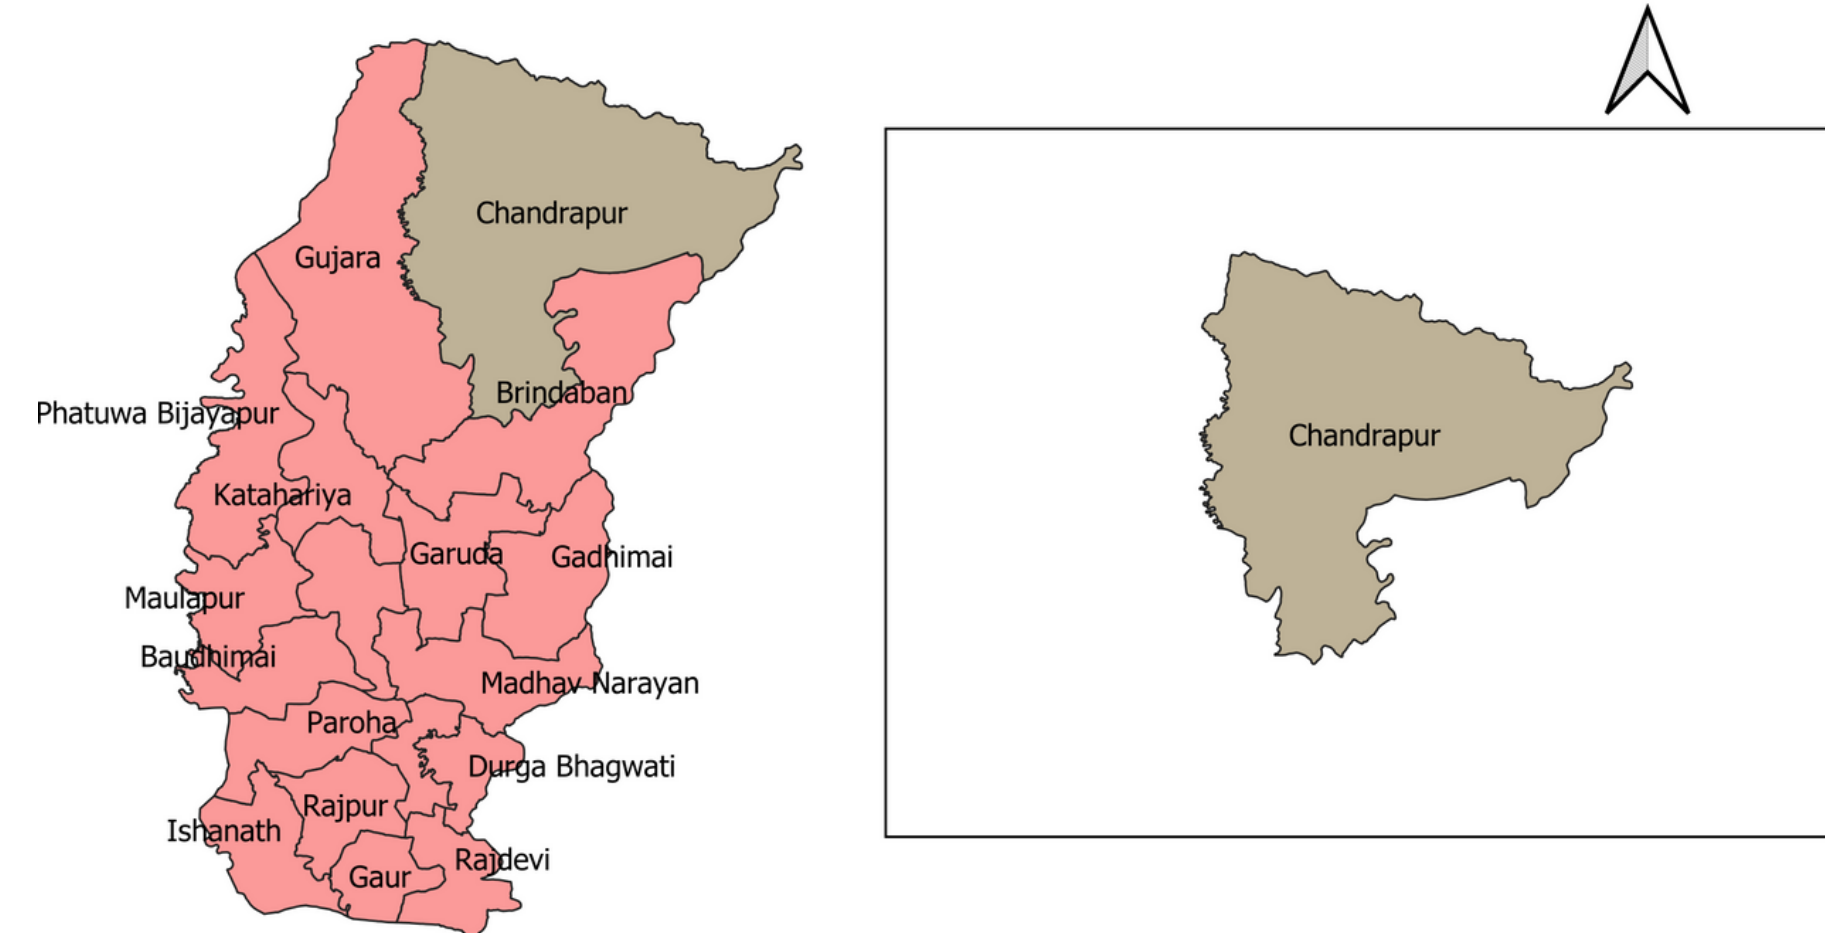 Chandrapur
Gujara
Brindaban
Phatuwa Bijayapur
Katahariya
Garuda
Gadhimai
Maulapur
Baudhimai
Madhav Narayan
Paroha
Durga Bhagwati
Rajpur
Ishanath
Rajdevi
Gaur
Chandrapur